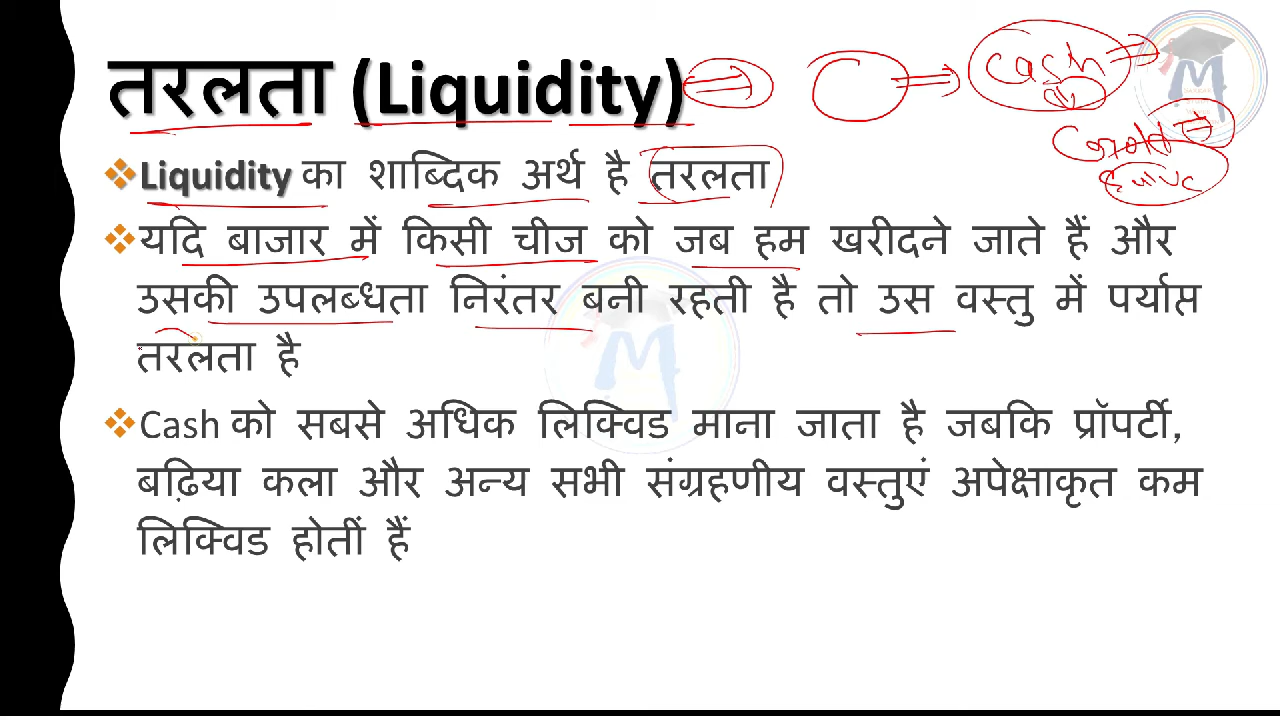 तरलता (Liquidity)
Cash
Liquidity का शाब्दिक अर्थ है तरलता
यदि बाजार में किसी चीज को जब हम खरीदने जाते हैं और
उसकी उपलब्धता निरंतर बनी रहती है तो उस वस्तु में पर्याप्त
तरलता है
Cash को सबसे अधिक लिक्विड माना जाता है जबकि प्रॉपर्टी,
बढ़िया कला और अन्य सभी संग्रहणीय वस्तुएं अपेक्षाकृत कम
लिक्विड होतीं हैं